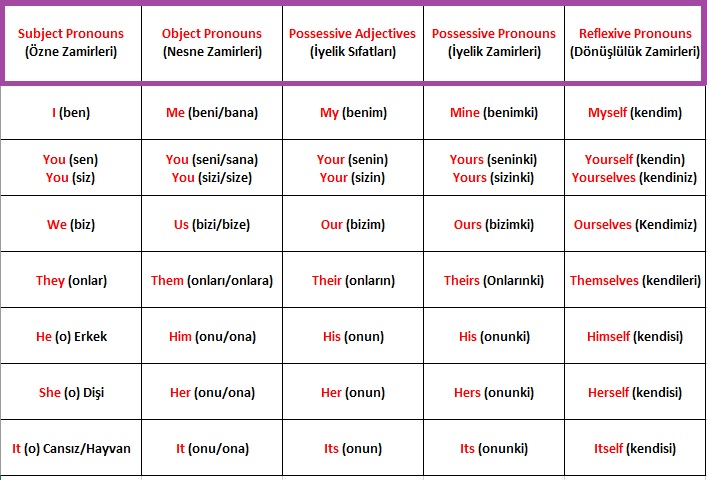 Subject Pronouns Object Pronouns Possessive Adjectives Possessive Pronouns Reflexive Pronouns
(Özne Zamirleri) (Nesne Zamirleri) (İyelik Sıfatları) (İyelik Zamirleri) (Dönüşlülük Zamirleri)
I (ben) Me (beni/bana) My (benim) Mine (benimki) Myself (kendim)
You (sen) You (seni/sana) Your (senin) Yours (seninki) Yourself (kendin)
You (siz) You (sizi/size) Your (sizin) Yours (sizinki) Yourselves (kendiniz)
We (biz) Us (bizi/bize) Our (bizim) Ours (bizimki) Ourselves (Kendimiz)
They (onlar) Them (onları/onlara) Their (onların) Theirs (Onlarınki) Themselves (kendileri)
He (o) Erkek Him (onu/ona) His (onun) His (onunki) Himself (kendisi)
She (o) Dişi Her (onu/ona) Her (onun) Hers (onunki) Herself (kendisi)
It (o) Cansız/Hayvan It (onu/ona) Its (onun) Its (onunki) Itself (kendisi)